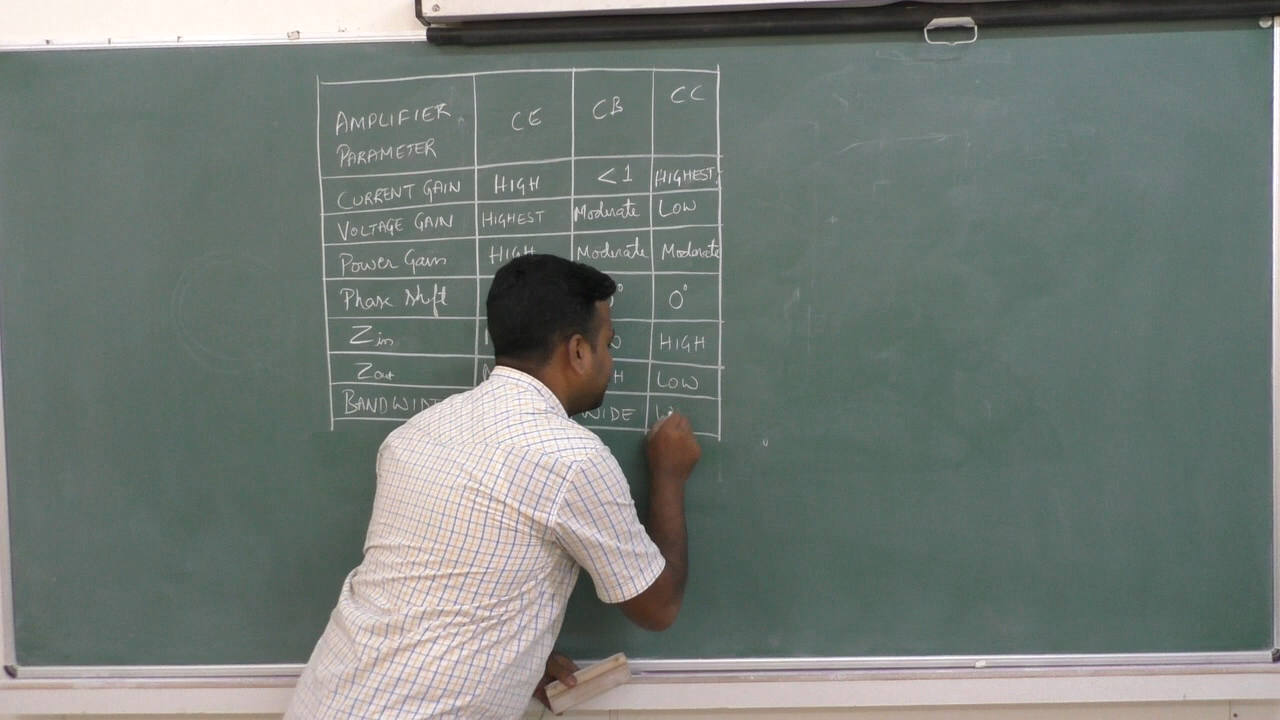 AMPLIFIER PARAMETER CE CB CC
CURRENT GAIN HIGH <1 HIGHEST
VOLTAGE GAIN HIGHEST Moderate Low
Power Gain HIGH Moderate Moderate
Phase Shift 0°
Zin HIGH
Zout LOW
WIDE